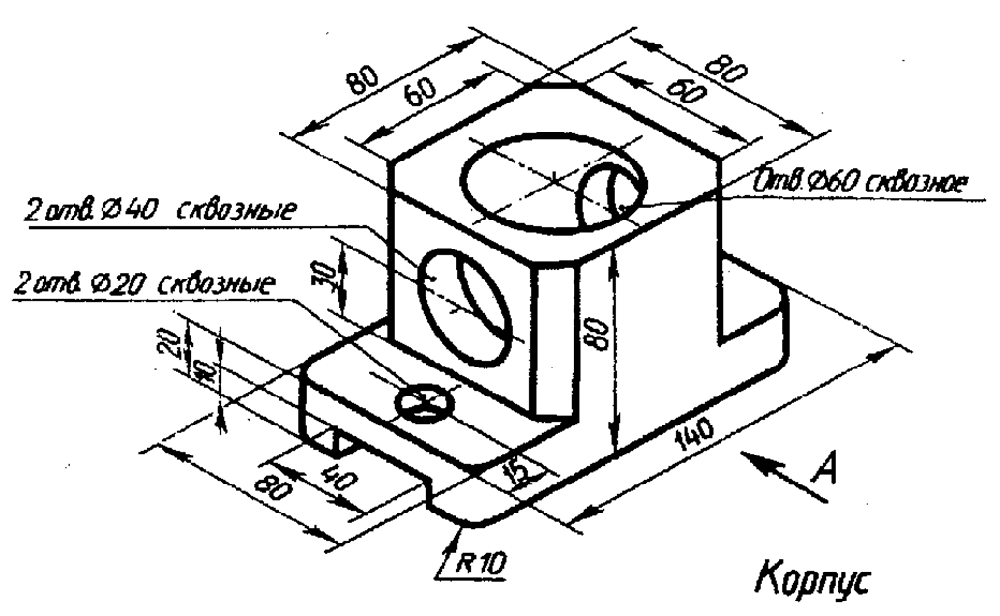 80
60
80
60
Отв. Ø60 сквозное
2 отв. Ø40 сквозные
30
2 отв. Ø20 сквозные
80
20
10
140
15
40
80
А
R10
Корпус